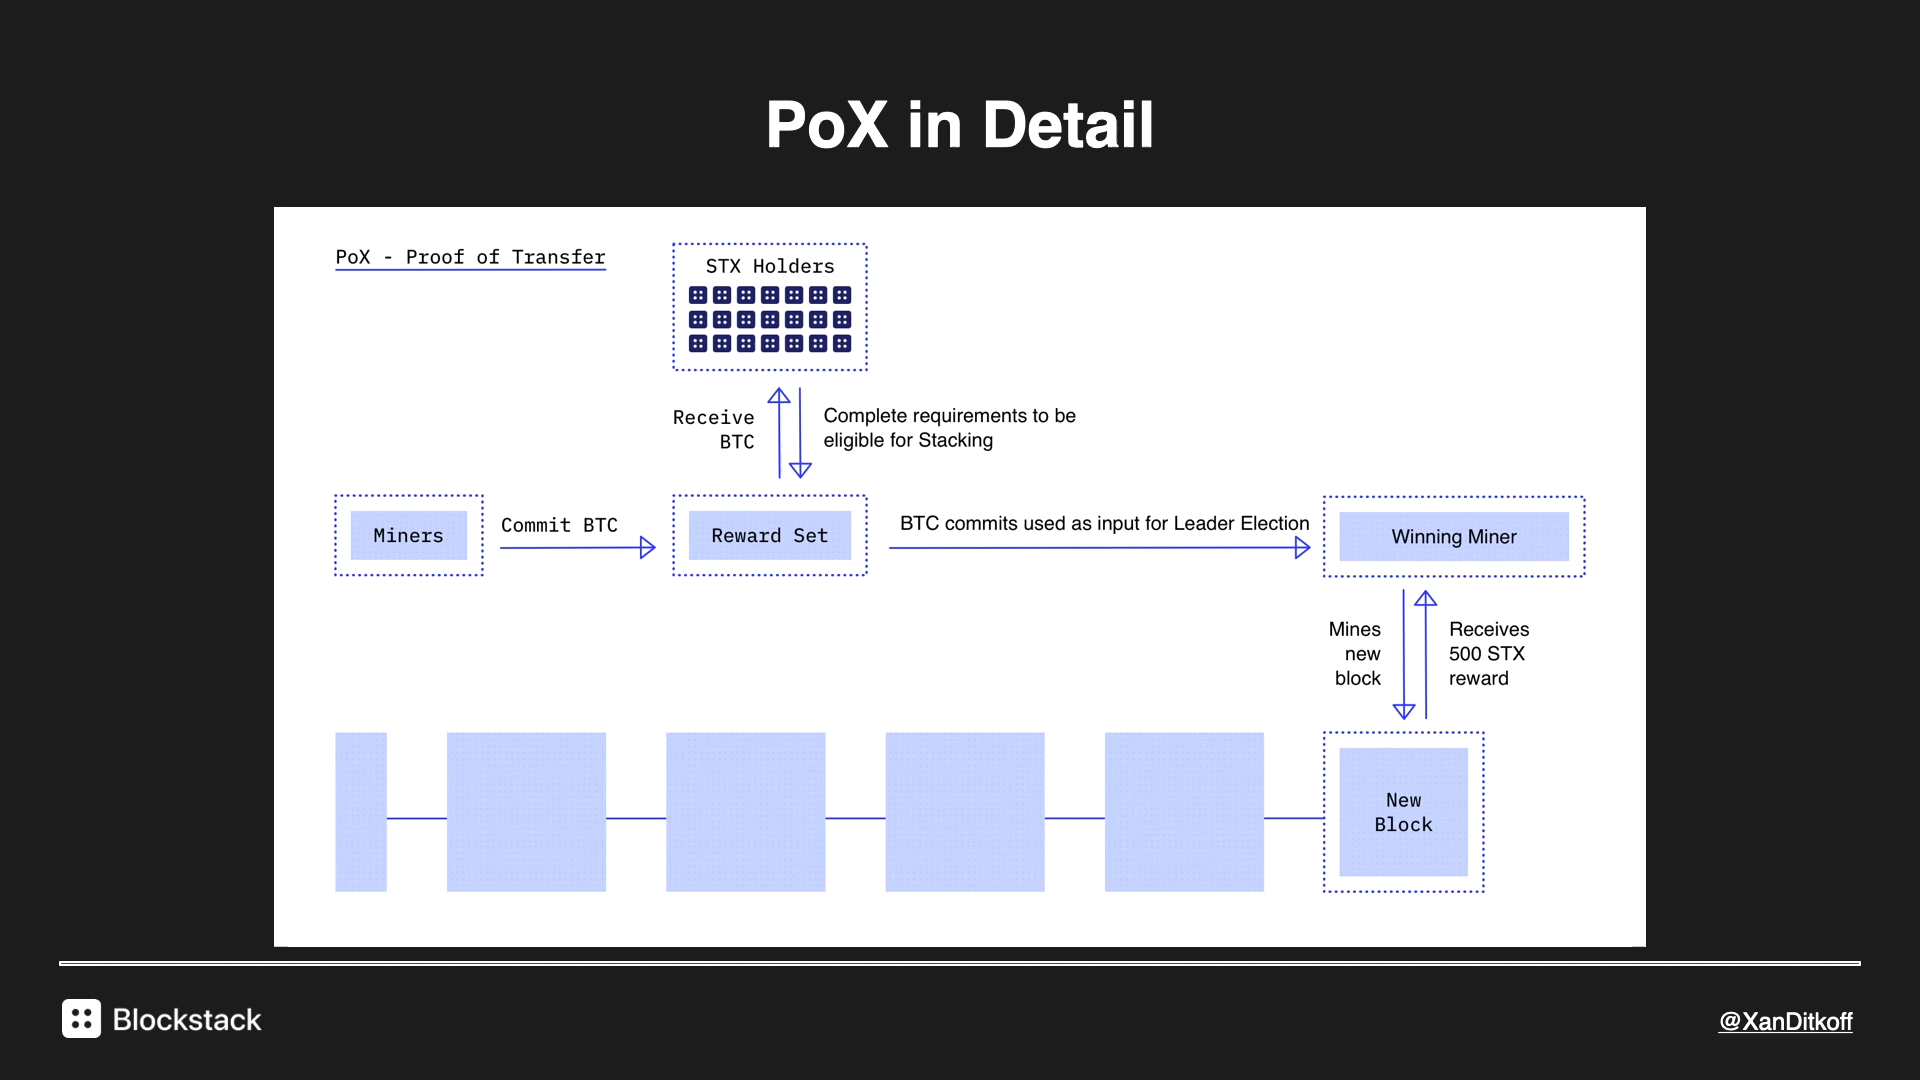 PoX in Detail
PoX - Proof of Transfer
STX Holders
Receive
BTC
Complete requirements to be
eligible for Stacking
Miners
Commit BTC
Reward Set
BTC commits used as input for Leader Election
Winning Miner
Mines
new
block
Receives
500 STX
reward
New
Block
Blockstack
@XanDitkoff